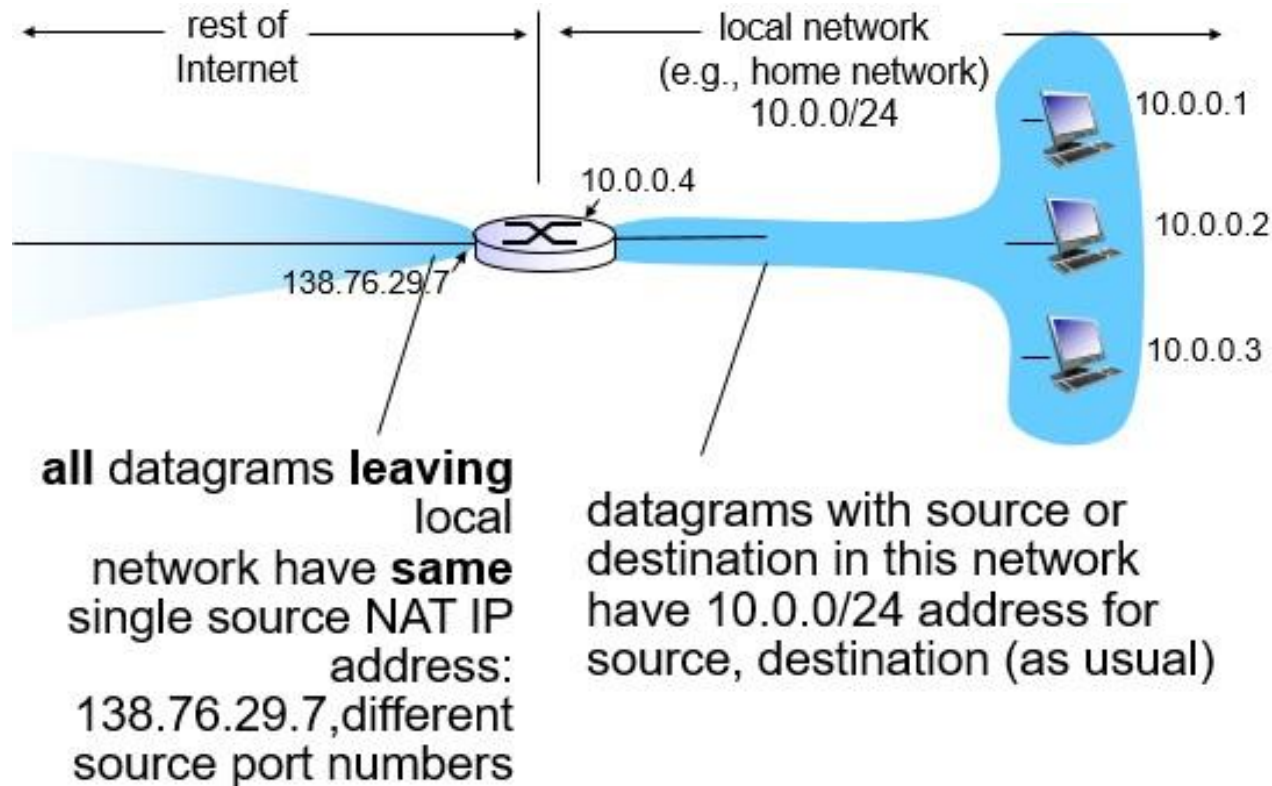 rest of
Internet
local network
(e.g., home network)
10.0.0/24
10.0.0.1
10.0.0.4
10.0.0.2
138.76.29.7
10.0.0.3
all datagrams leaving
local
network have same
single source NAT IP
address:
138.76.29.7,different
source port numbers
datagrams with source or
destination in this network
have 10.0.0/24 address for
source, destination (as usual)